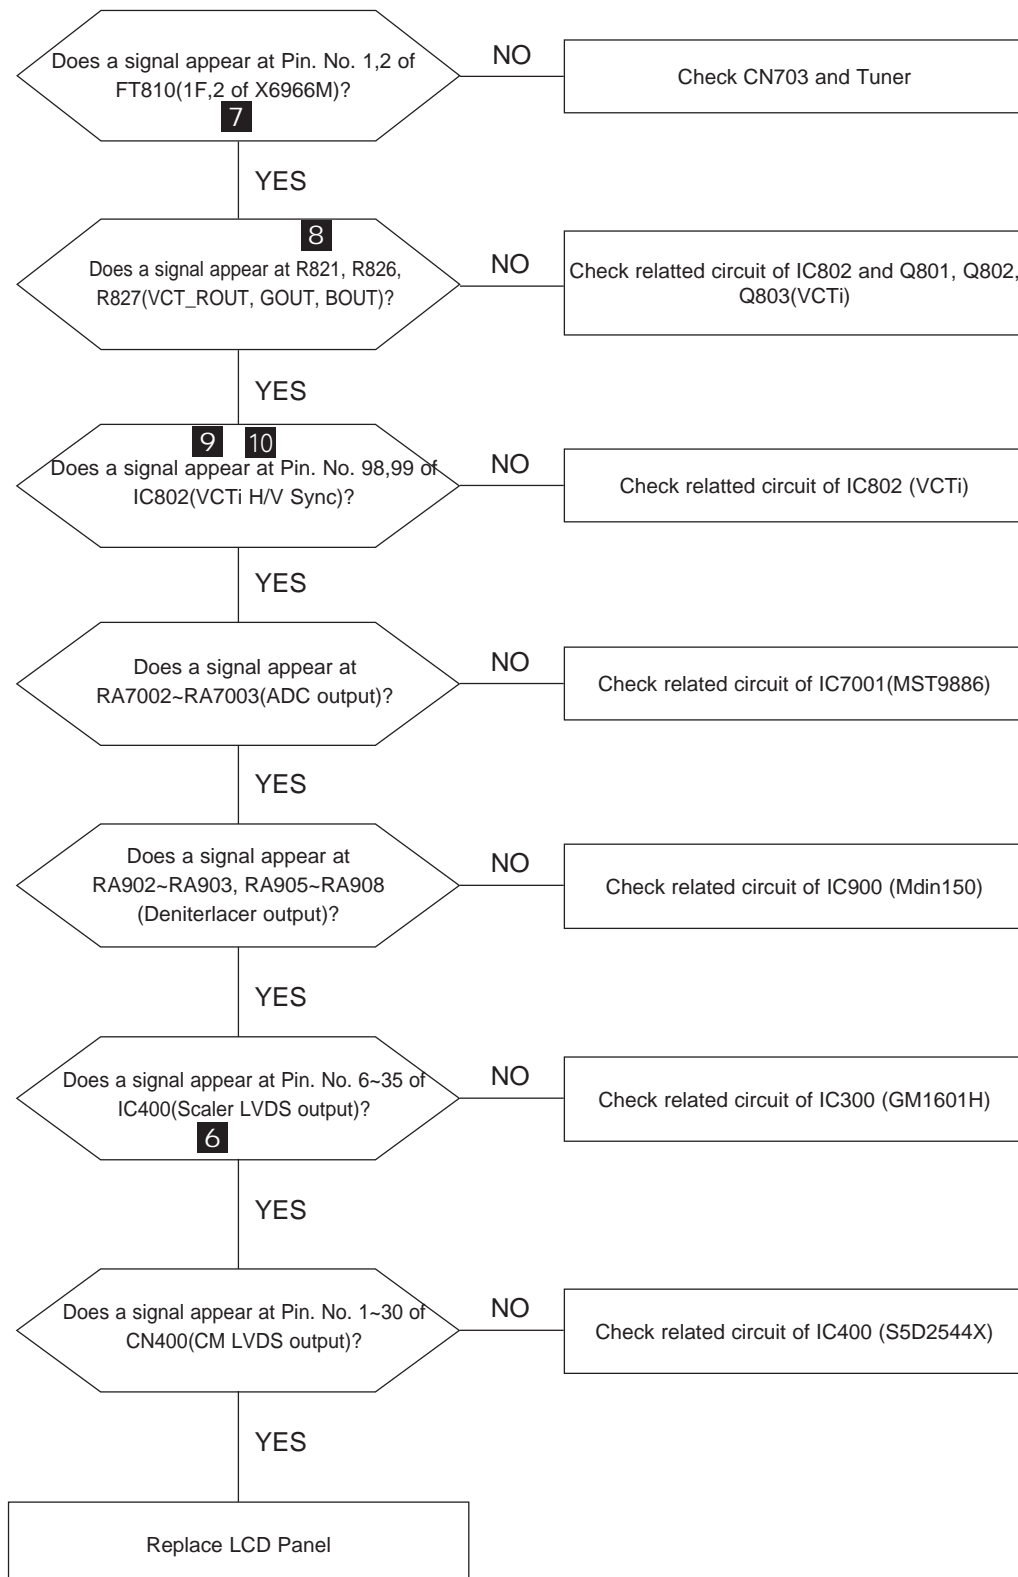 Does a signal appear at Pin. No. 1,2 of
FT810(1F,2 of X6966M)?
7
NO
Check CN703 and Tuner
YES
8
Does a signal appear at R821, R826,
R827(VCT_ROUT, GOUT, BOUT)?
NO
Check relatted circuit of IC802 and Q801, Q802,
Q803(VCTi)
YES
9 10
Does a signal appear at Pin. No. 98,99 of
IC802(VCTi H/V Sync)?
NO
Check relatted circuit of IC802 (VCTi)
YES
Does a signal appear at
RA7002~RA7003(ADC output)?
NO
Check related circuit of IC7001(MST9886)
YES
Does a signal appear at
RA902~RA903, RA905~RA908
(Deniterlacer output)?
NO
Check related circuit of IC900 (Mdin150)
YES
Does a signal appear at Pin. No. 6~35 of
IC400(Scaler LVDS output)?
6
NO
Check related circuit of IC300 (GM1601H)
YES
Does a signal appear at Pin. No. 1~30 of
CN400(CM LVDS output)?
NO
Check related circuit of IC400 (S5D2544X)
YES
Replace LCD Panel